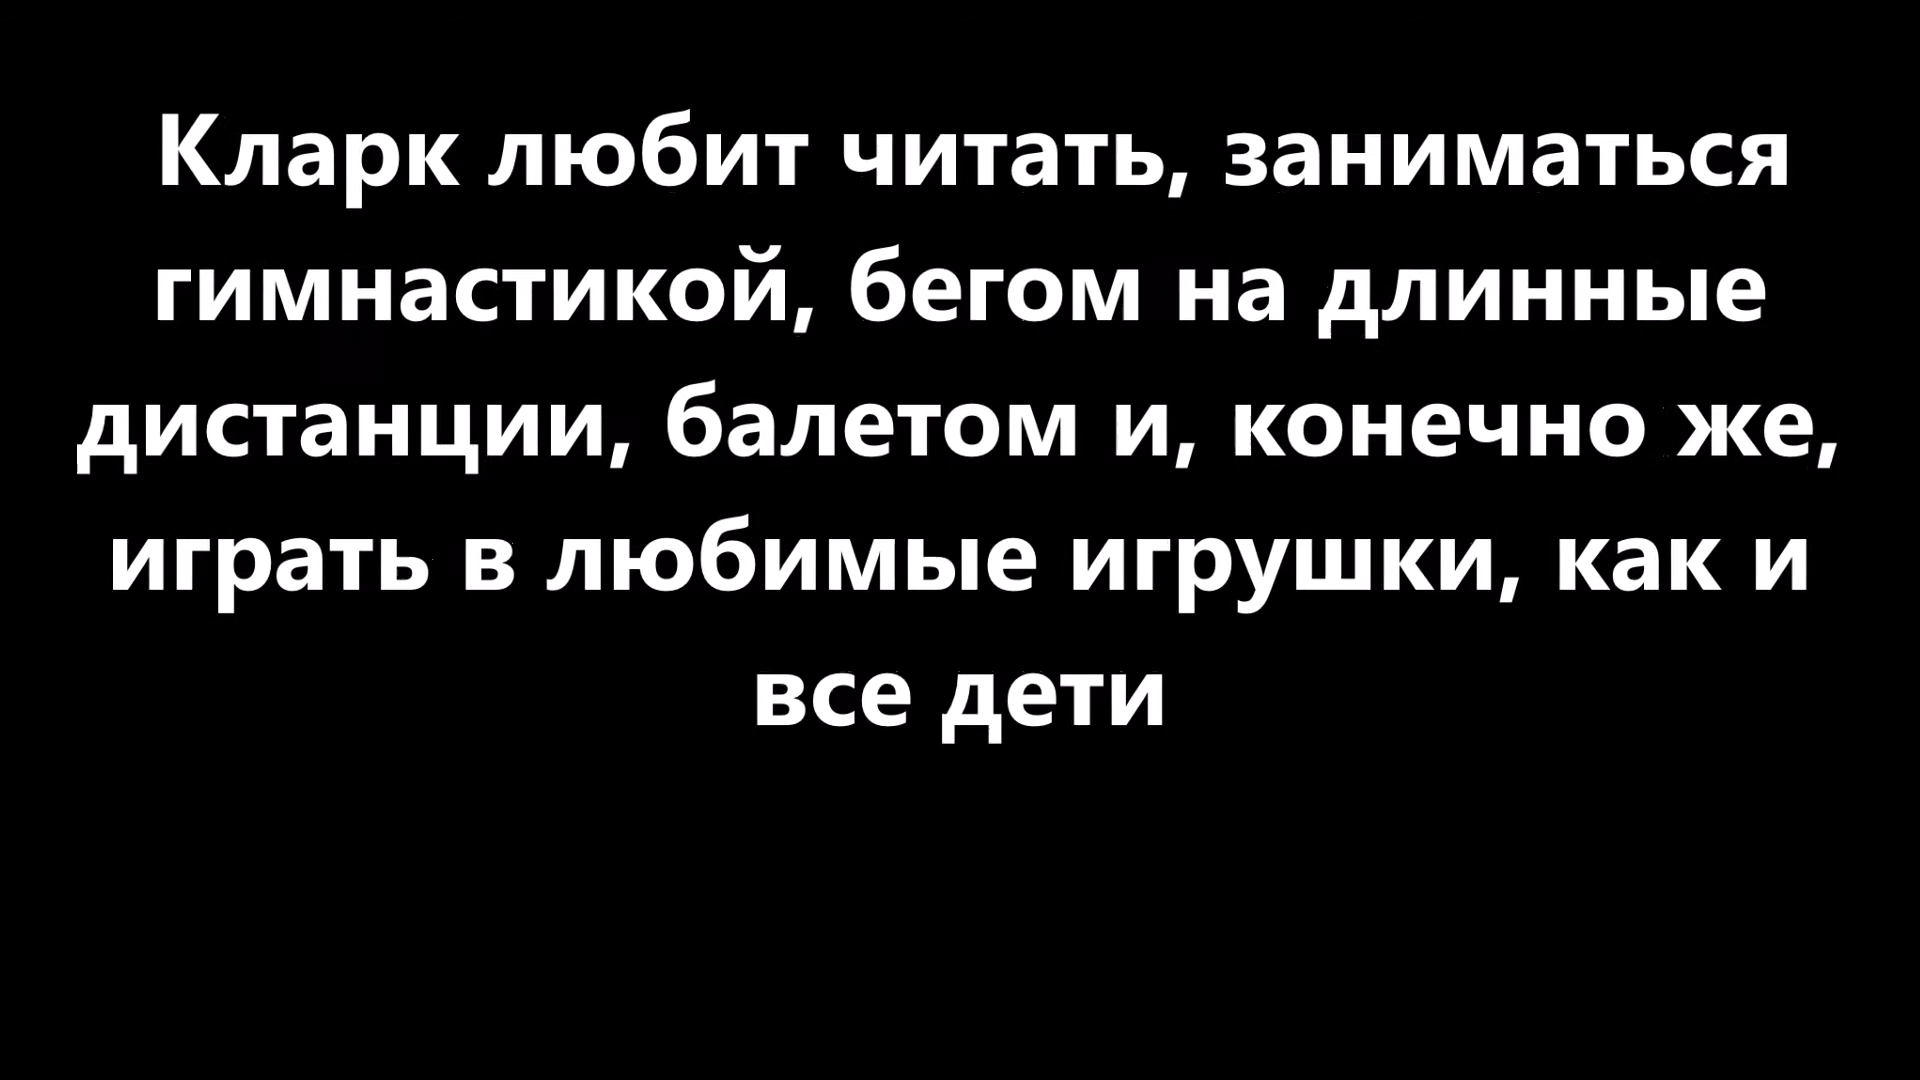 Кларк любит читать, заниматься
гимнастикой, бегом на длинные
дистанции, балетом и, конечно же,
играть в любимые игрушки, как и
все дети